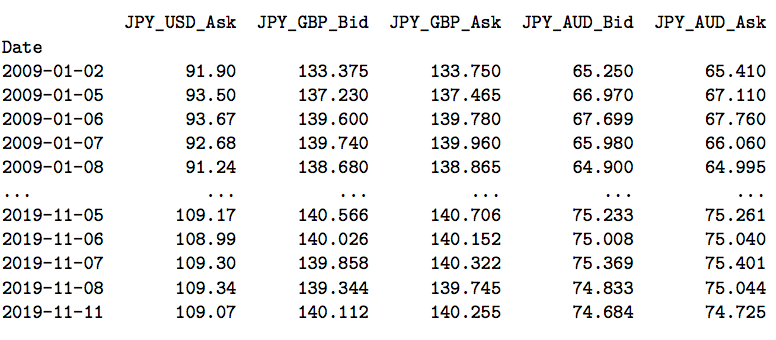 JPY_USD_Ask JPY_GBP_Bid JPY_GBP_Ask JPY_AUD_Bid JPY_AUD_Ask
Date
2009-01-02 91.90 133.375 133.750 65.250 65.410
2009-01-05 93.50 137.230 137.465 66.970 67.110
2009-01-06 93.67 139.600 139.780 67.699 67.760
2009-01-07 92.68 139.740 139.960 65.980 66.060
2009-01-08 91.24 138.680 138.865 64.900 64.995
... ... ... ... ... ...
2019-11-05 109.17 140.566 140.706 75.233 75.261
2019-11-06 108.99 140.026 140.152 75.008 75.040
2019-11-07 109.30 139.858 140.322 75.369 75.401
2019-11-08 109.34 139.344 139.745 74.833 75.044
2019-11-11 109.07 140.112 140.255 74.684 74.725